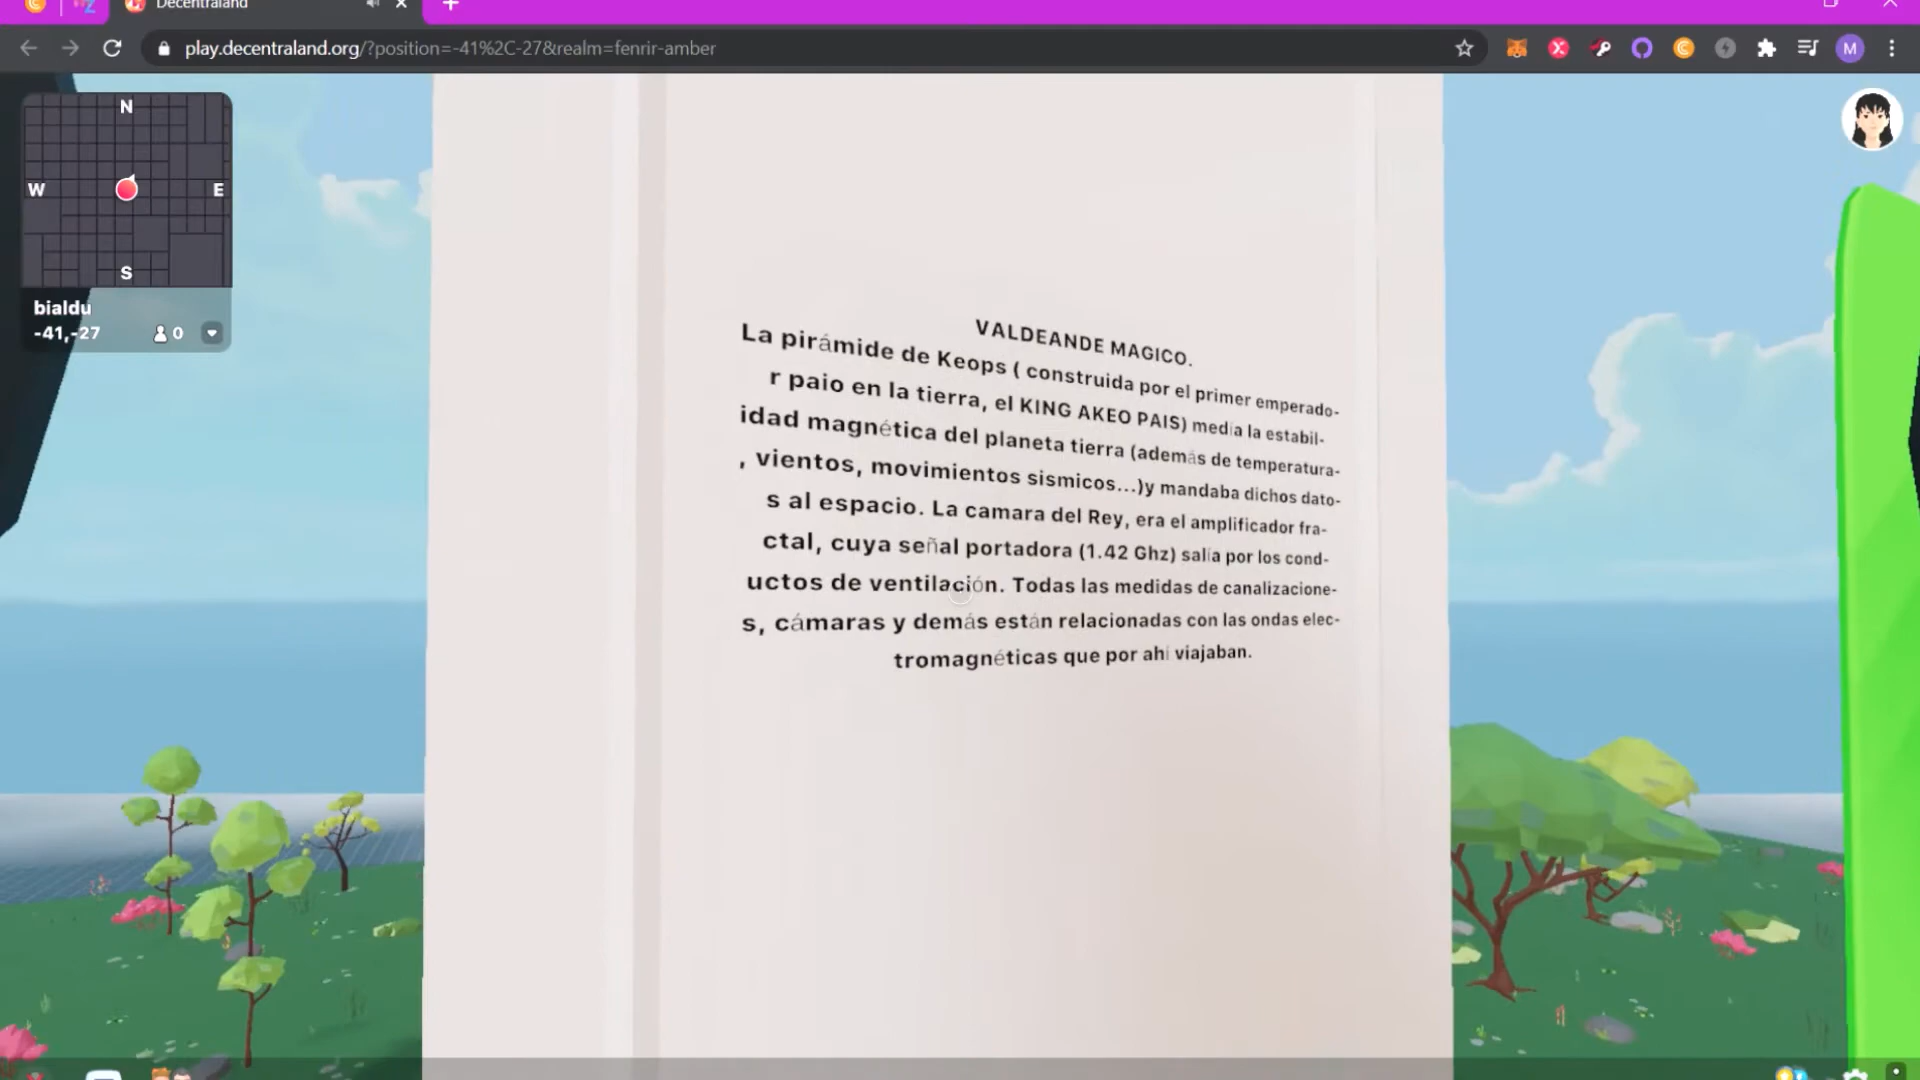 Decentraland
play.decentraland.org/?position=-41%2C-27&realm=fenrir-amber
M
N
W
E
S
bialdu
-41,-27
0
VALDEANDE MAGICO.
La pirámide de Keops ( construida por el primer emperado-
r paio en la tierra, el KING AKEO PAIS) media la estabil-
idad magnética del planeta tierra (además de temperatura-
, vientos, movimientos sismicos...)y mandaba dichos dato-
s al espacio. La camara del Rey, era el amplificador fra-
ctal, cuya señal portadora (1.42 Ghz) salía por los cond-
uctos de ventilación. Todas las medidas de canalizacione-
s, cámaras y demás están relacionadas con las ondas elec-
tromagnéticas que por ahí viajaban.